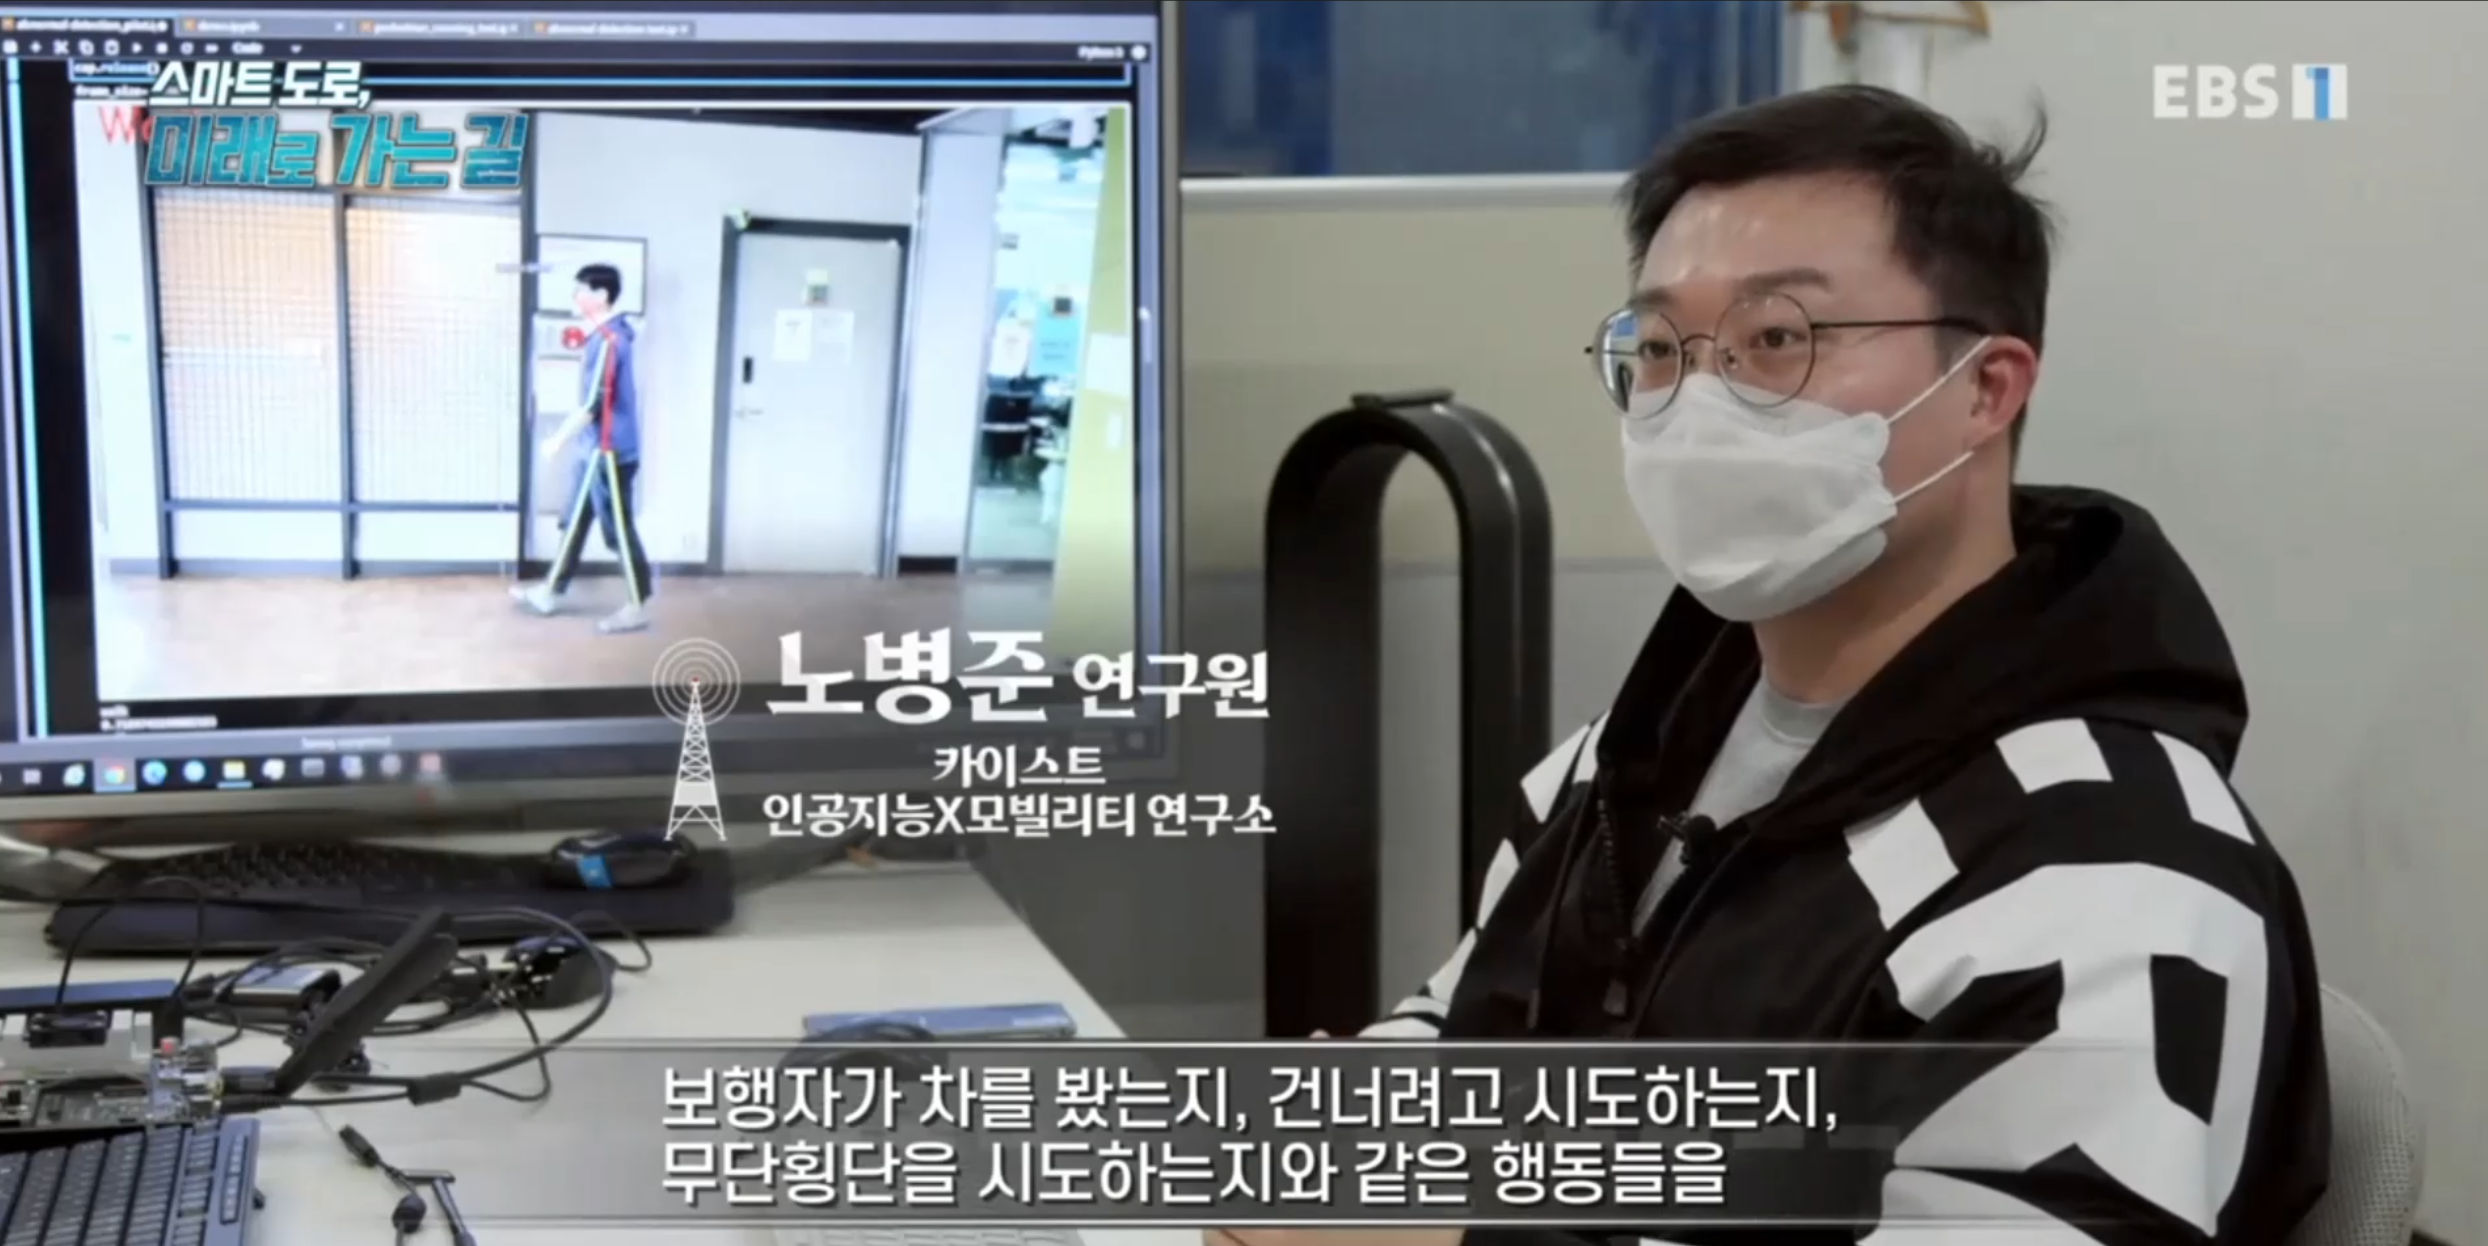 스마트 도로,
미래로 가는 길
EBS 1
노병준 연구원
카이스트
인공지능X모빌리티 연구소
보행자가 차를 봤는지, 건너려고 시도하는지,
무단횡단을 시도하는지와 같은 행동들을